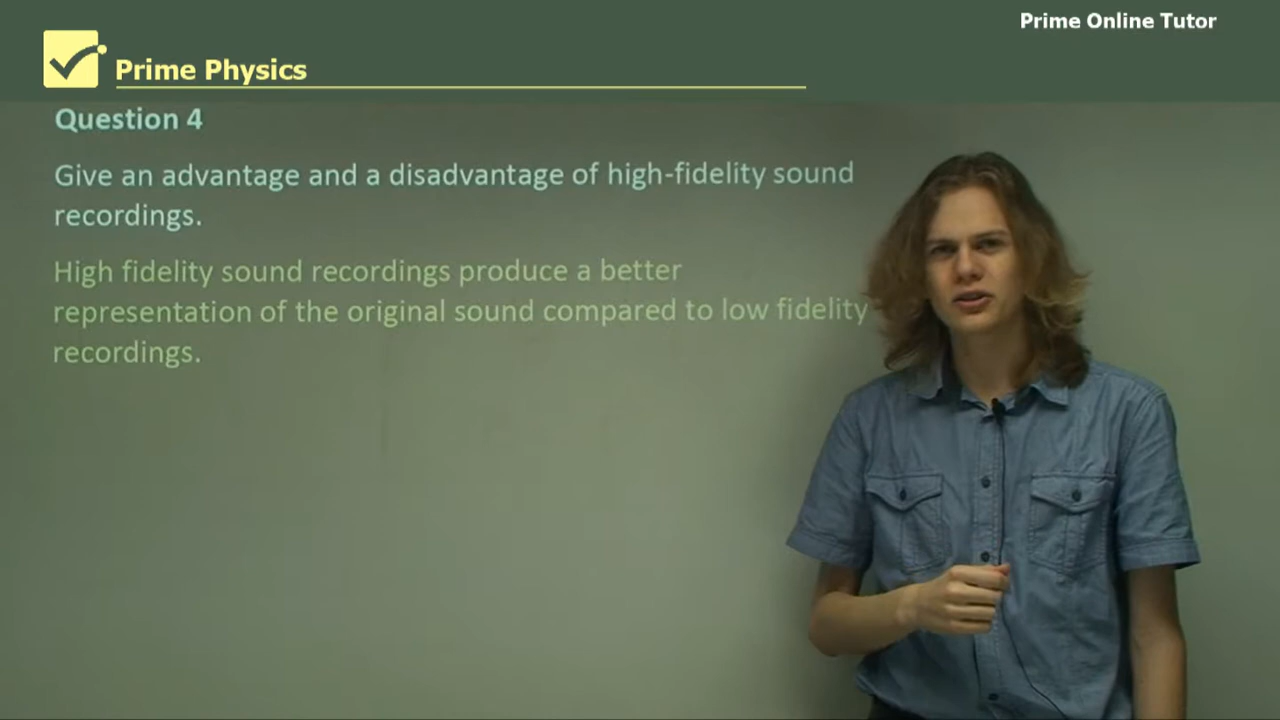 Prime Online Tutor
Prime Physics
Question 4
Give an advantage and a disadvantage of high-fidelity sound
recordings.
High fidelity sound recordings produce a better
representation of the original sound compared to low fidelity
recordings.